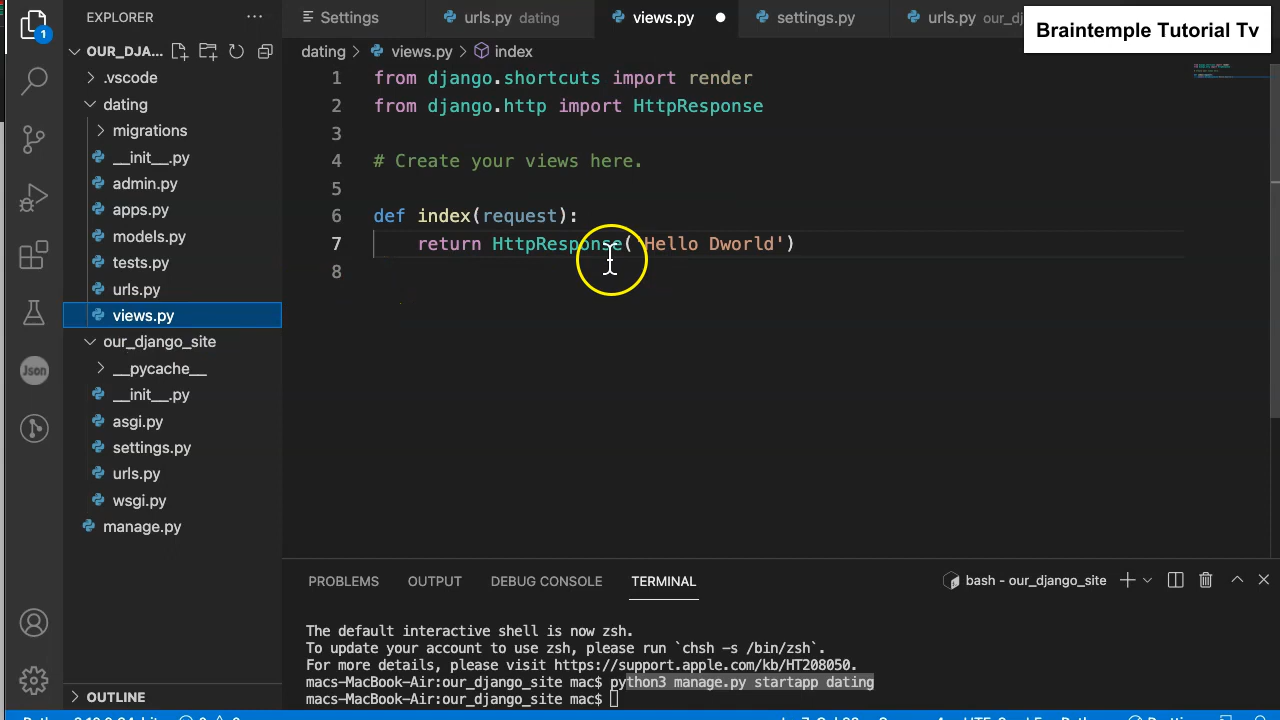 EXPLORER
Settings
urls.py dating
views.py
settings.py
urls.py
Braintemple Tutorial Tv
1
OUR_DJA...
.vscode
dating
migrations
__init__.py
admin.py
apps.py
models.py
tests.py
urls.py
views.py
our_django_site
__pycache__
__init__.py
asgi.py
settings.py
urls.py
wsgi.py
manage.py
OUTLINE
Json
dating > views.py > index
1 from django.shortcuts import render
2 from django.http import HttpResponse
3
4 # Create your views here.
5
6 def index(request):
7 return HttpResponse('Hello Dworld')
8
PROBLEMS OUTPUT DEBUG CONSOLE TERMINAL
bash - our_django_site
The default interactive shell is now zsh.
To update your account to use zsh, please run `chsh -s /bin/zsh`.
For more details, please visit https://support.apple.com/kb/HT208050.
macs-MacBook-Air:our_django_site mac$ python3 manage.py startapp dating
macs-MacBook-Air:our_django_site mac$